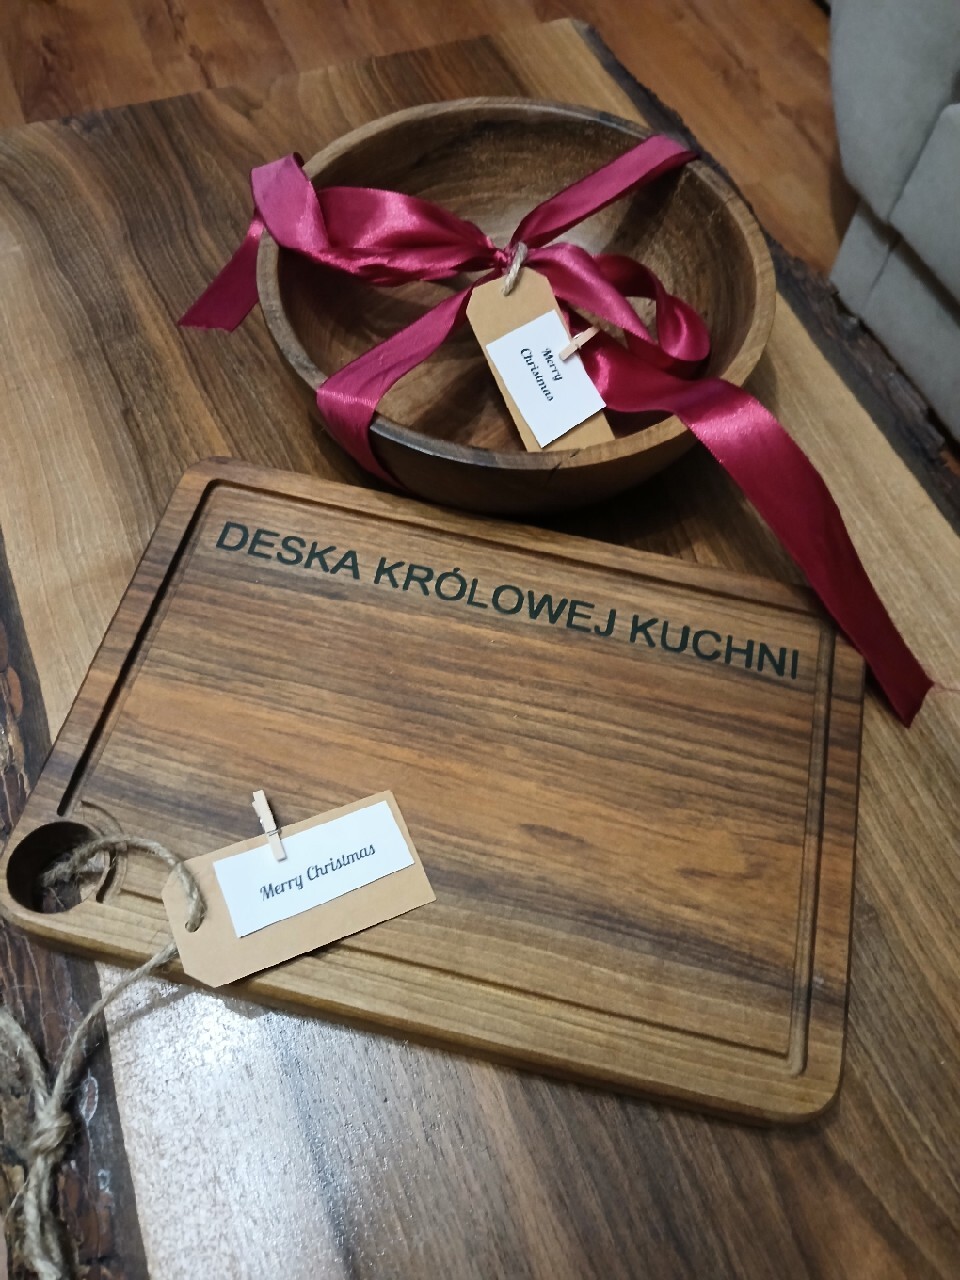 Merry
Christmas
DESKA KRÓLOWEJ KUCHNI
Merry Christmas